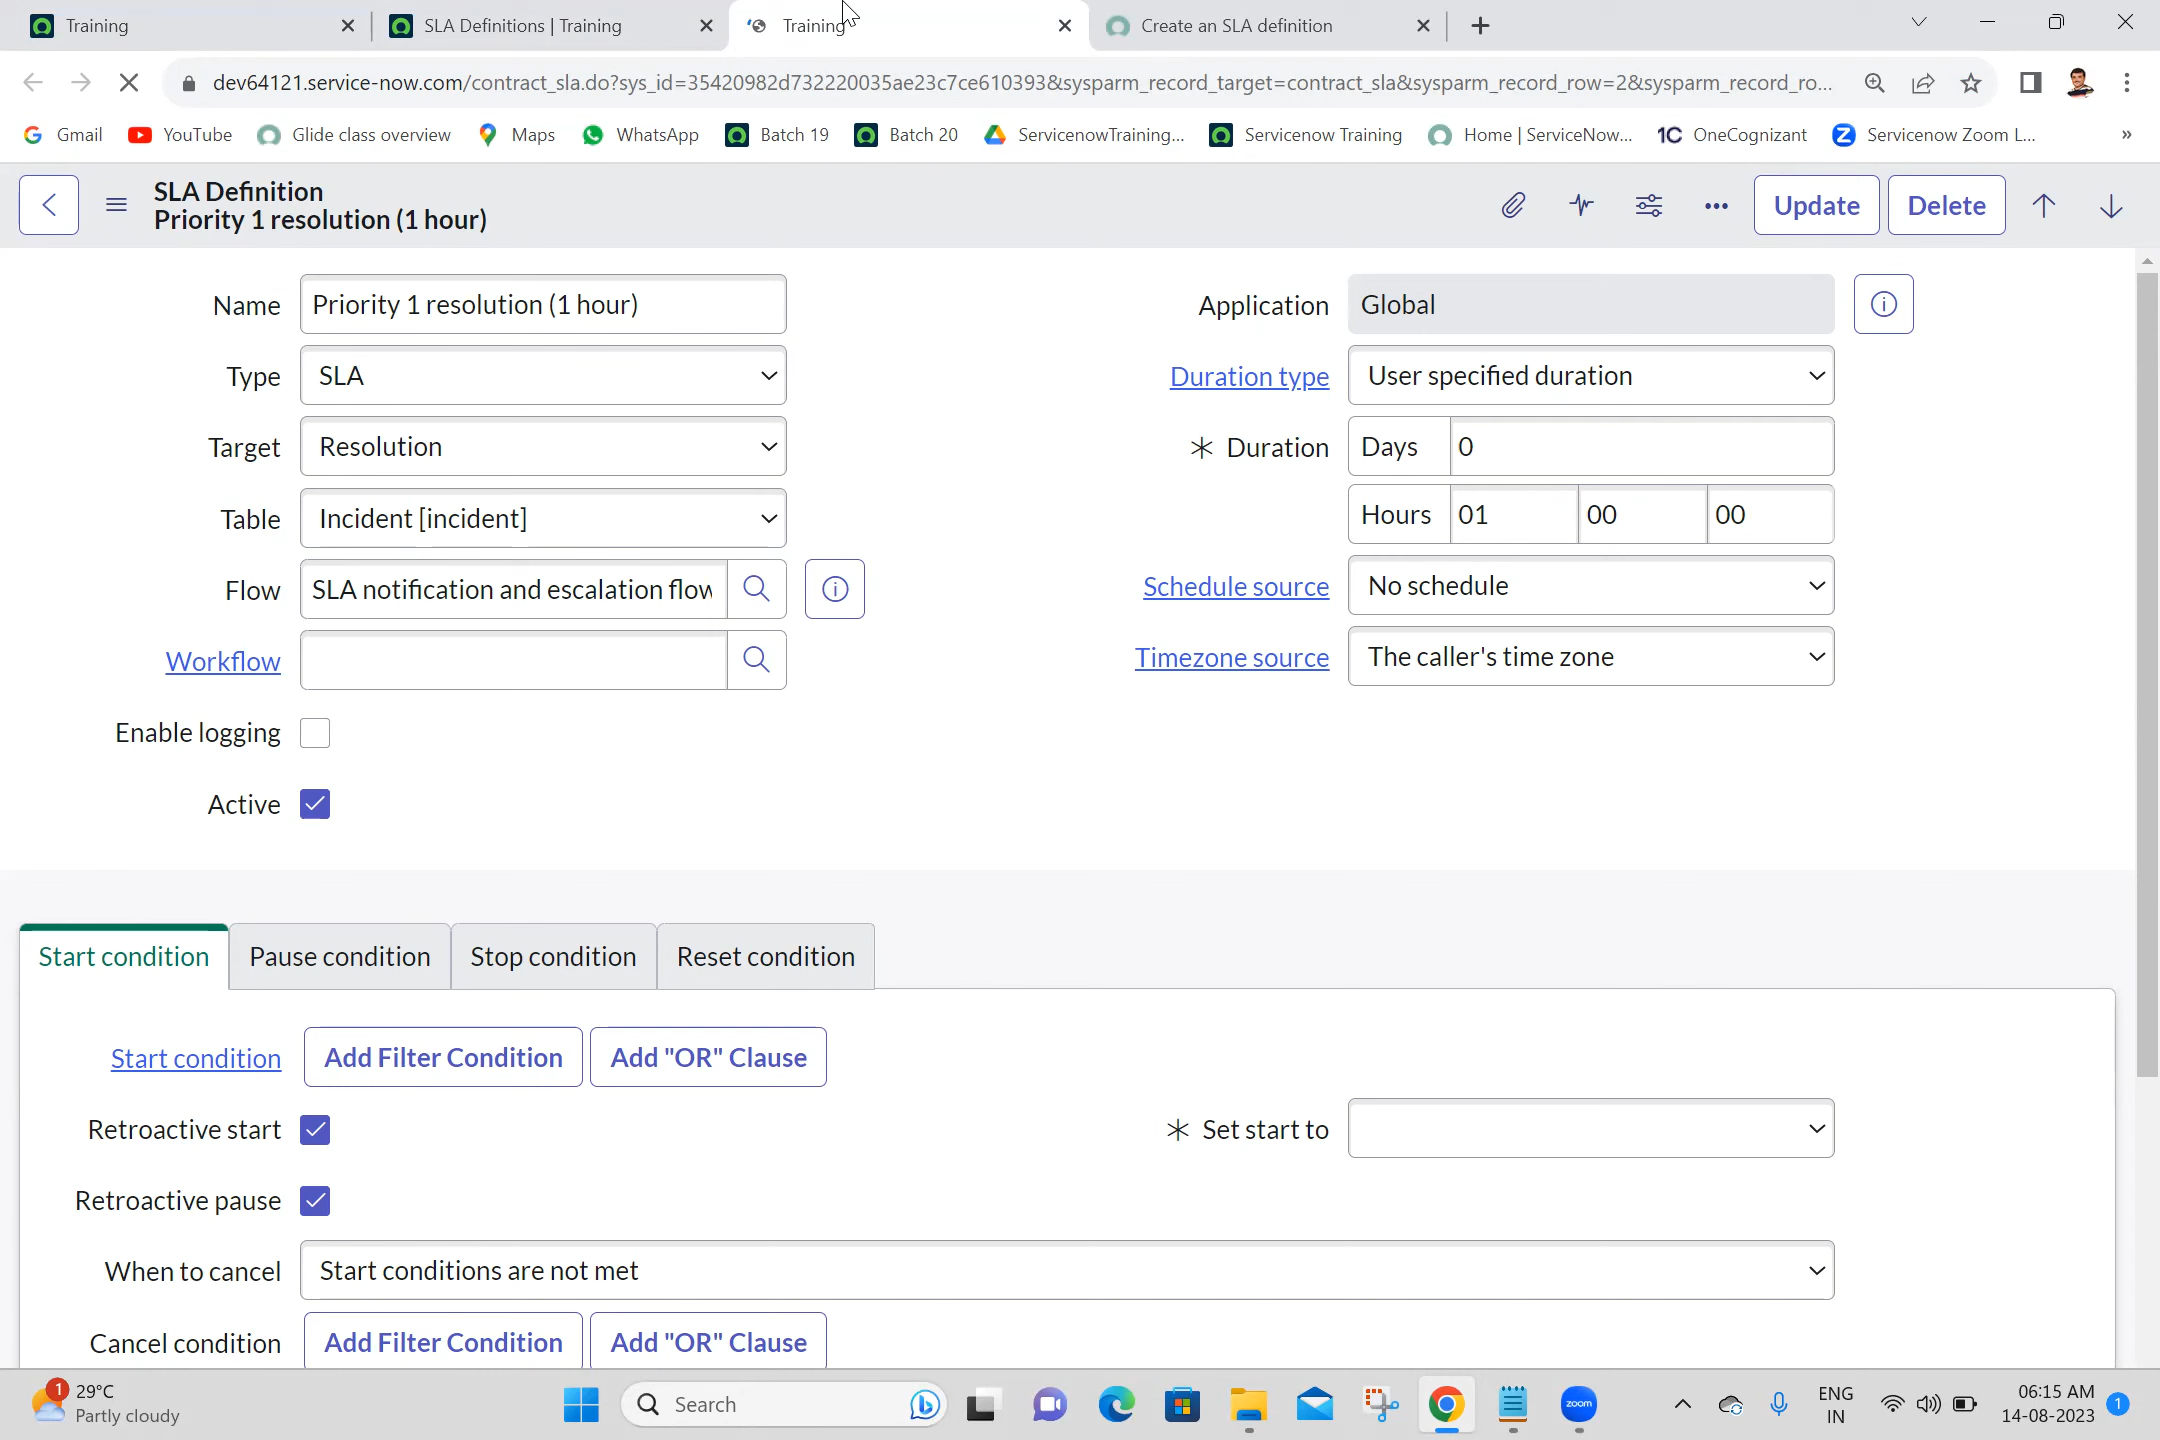 Training
SLA Definitions | Training
Training
Create an SLA definition
dev64121.service-now.com/contract_sla.do?sys_id=35420982d732220035ae23c7ce610393&sysparm_record_target=contract_sla&sysparm_record_row=2&sysparm_record_ro...
Gmail
YouTube
Glide class overview
Maps
WhatsApp
Batch 19
Batch 20
ServicenowTraining...
Servicenow Training
Home | ServiceNow...
1C OneCognizant
Z Servicenow Zoom L...
»
SLA Definition
Priority 1 resolution (1 hour)
Update
Delete
Name Priority 1 resolution (1 hour)
Application Global
Type SLA
Duration type User specified duration
Target Resolution
Duration Days 0
Hours 01 00 00
Table Incident [incident]
Flow SLA notification and escalation flow
Schedule source No schedule
Workflow
Timezone source The caller's time zone
Enable logging
Active
Start condition
Pause condition
Stop condition
Reset condition
Start condition Add Filter Condition Add "OR" Clause
Retroactive start
Set start to
Retroactive pause
When to cancel Start conditions are not met
Cancel condition Add Filter Condition Add "OR" Clause
1
29°C
Partly cloudy
Search
zoom
ENG
IN
06:15 AM
14-08-2023
1